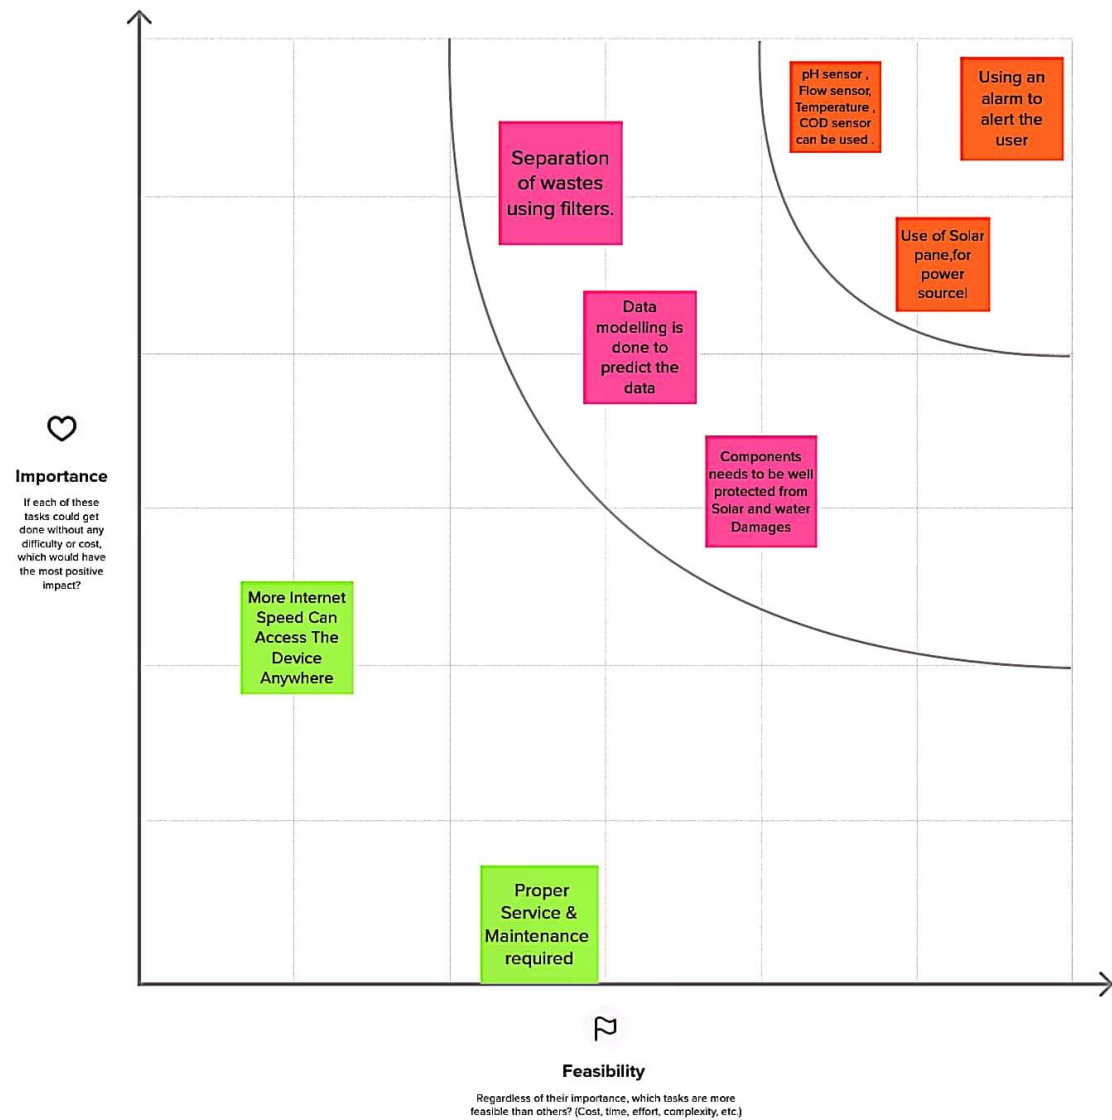 pH sensor ,
Flow sensor,
Temperature ,
COD sensor
can be used .
Using an
alarm to
alert the
user
Separation
of wastes
using filters.
Use of Solar
pane,for
power
source!
Data
modelling is
done to
predict the
data
Components
needs to be well
protected from
Solar and water
Damages
Importance
If each of these
tasks could get
done without any
difficulty or cost,
which would have
the most positive
impact?
More Internet
Speed Can
Access The
Device
Anywhere
Proper
Service &
Maintenance
required
Feasibility
Regardless of their importance, which tasks are more
feasible than others? (Cost, time, effort, complexity, etc.)